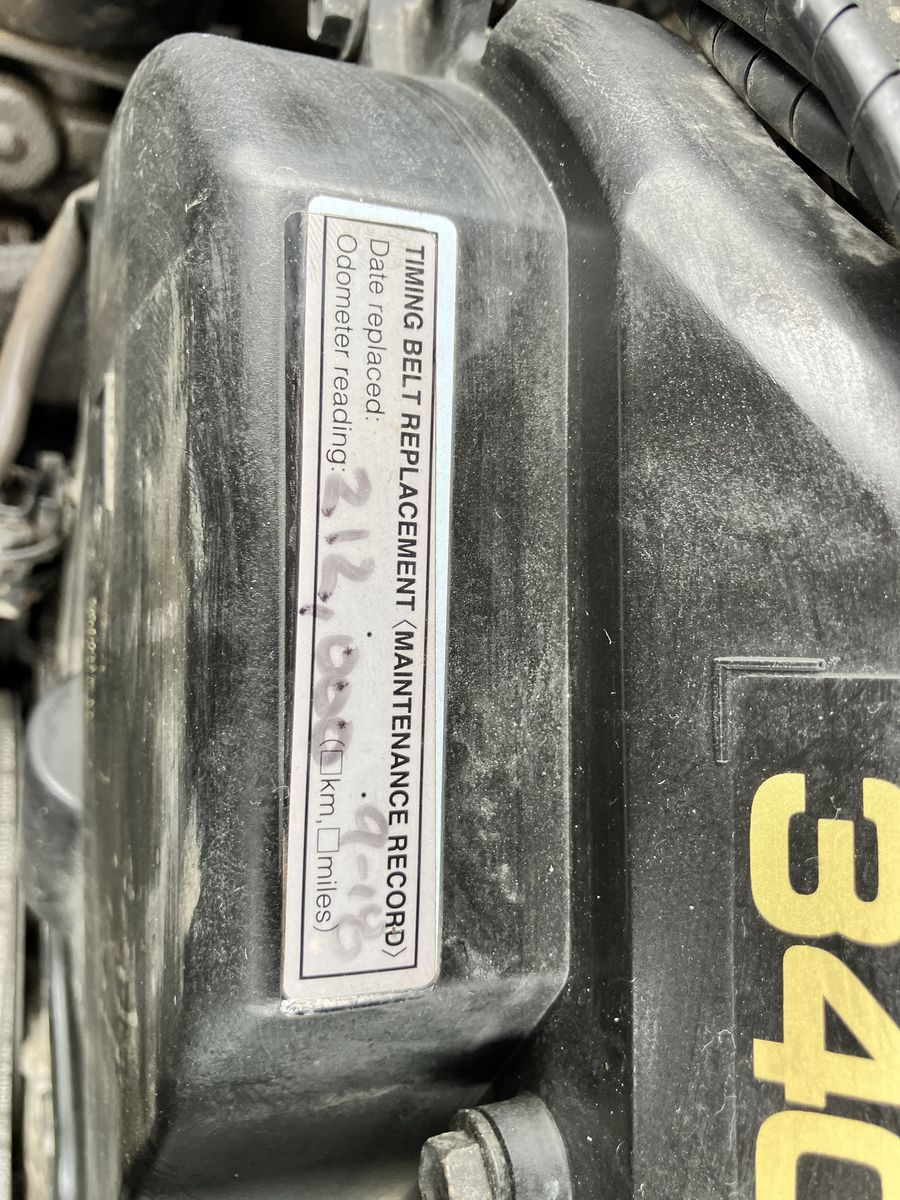 TIMING BELT REPLACEMENT〈MAINTENANCE RECORD〉
Date replaced: 9-18
Odometer reading: 212,000 (□km, □miles)
340